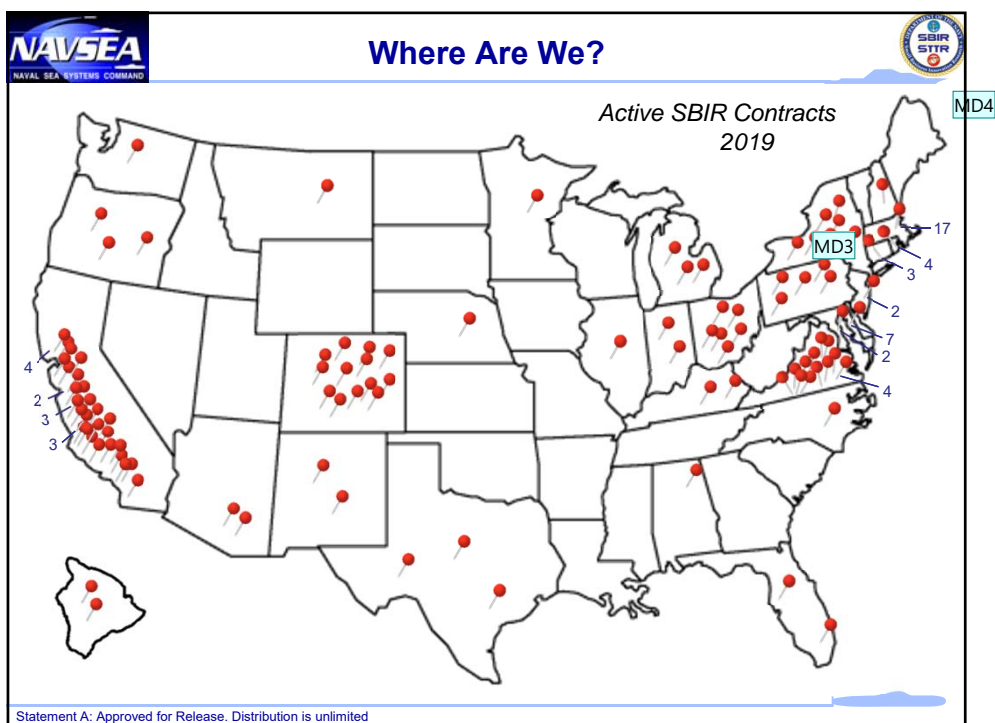 NAVSEA
NAVAL SEA SYSTEMS COMMAND
Where Are We?
SBIR
STTR
Active SBIR Contracts
2019
MD4
17
MD3
4
3
2
7
2
4
4
2
3
3
Statement A: Approved for Release. Distribution is unlimited